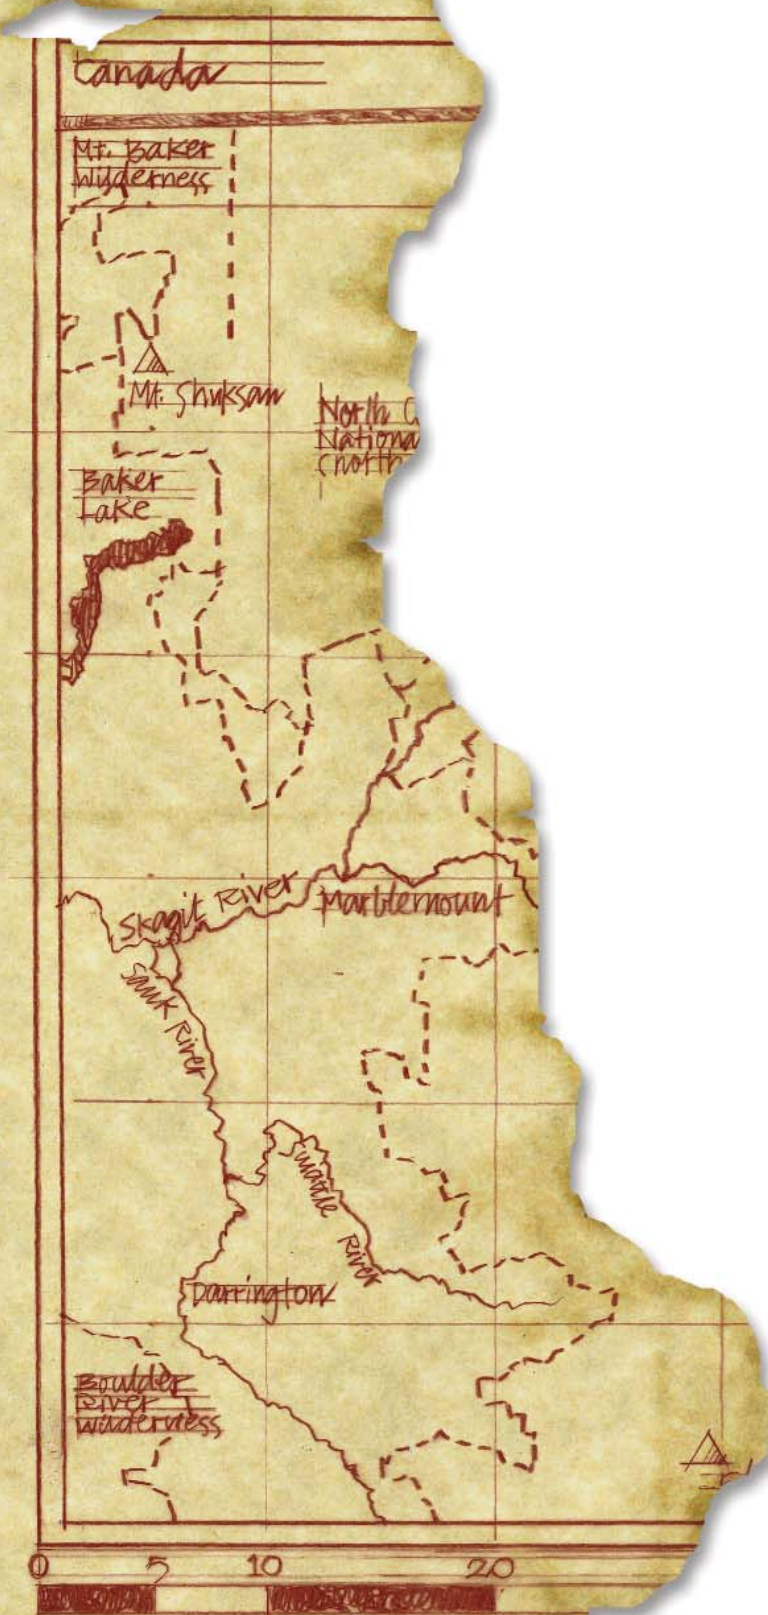 Canada
Mt. Baker
Wilderness
Mt. Shuksan
North C
Nationa
(north
Baker
Lake
Skagit River
Marblemount
Sauk River
Suiattle River
Darrington
Boulder
River
Wilderness
0 5 10 20